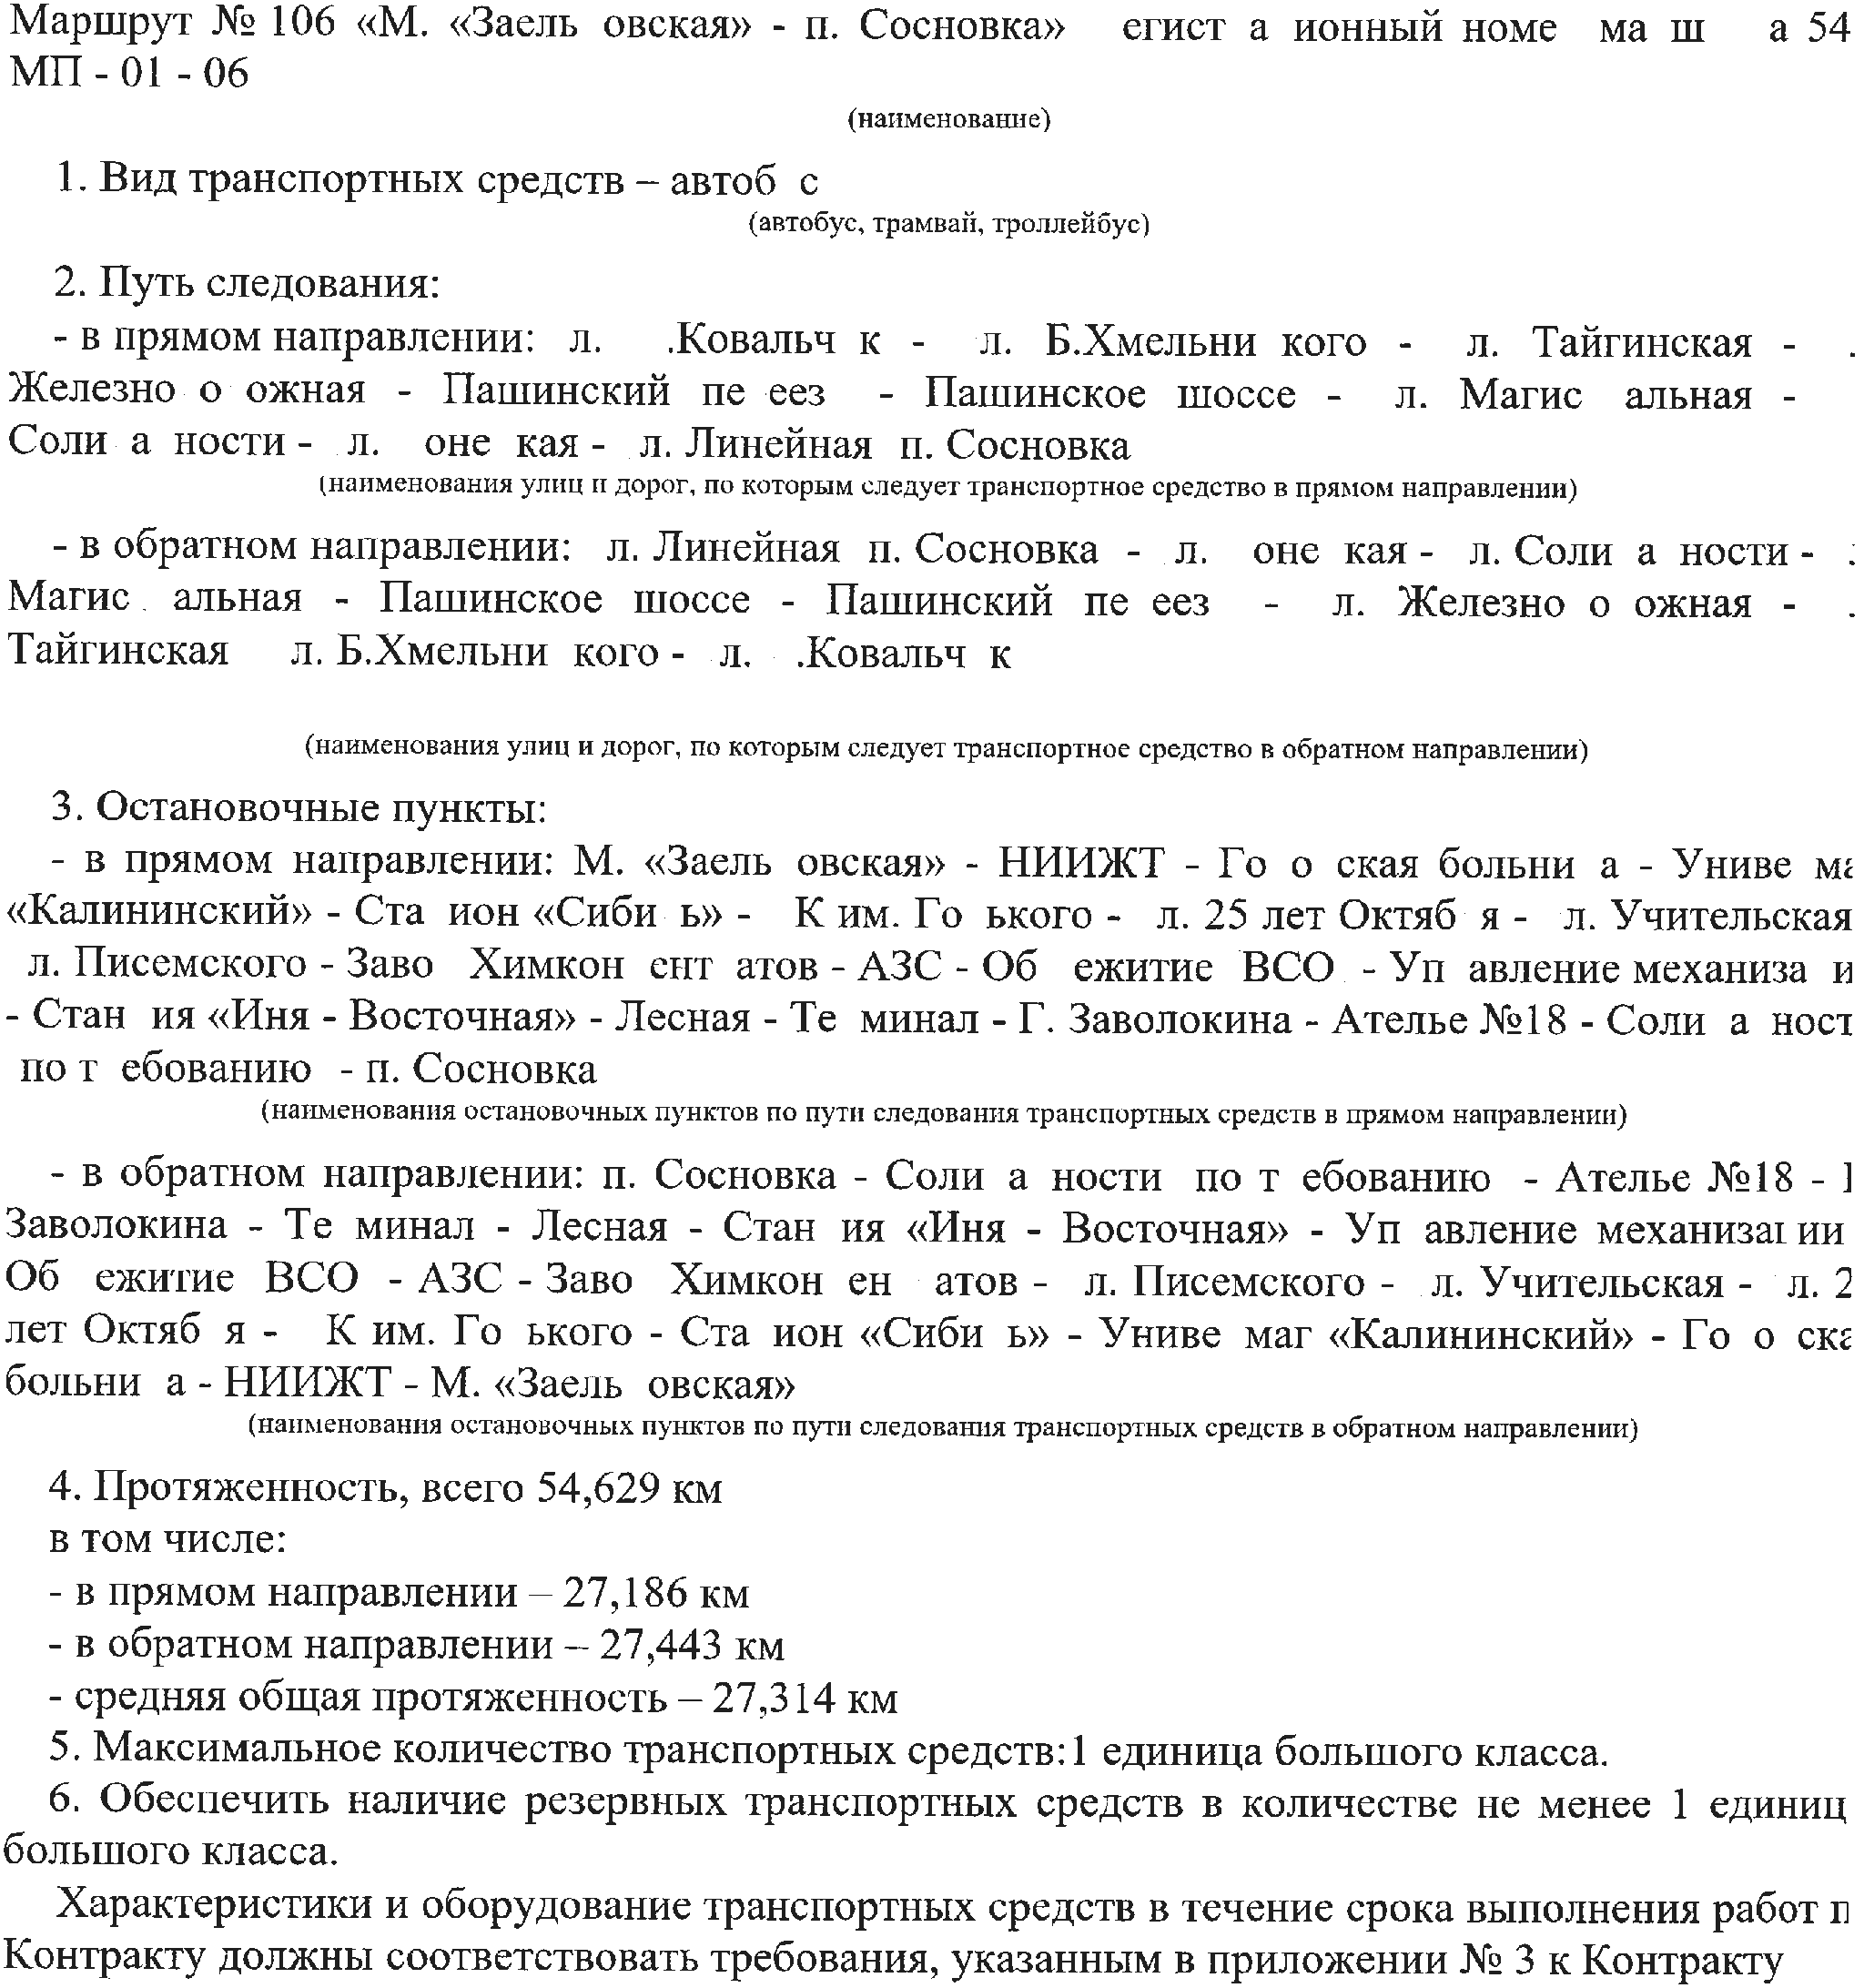 Маршрут № 106 «М. «Заель овская» - п. Сосновка» егист а ионный номе ма ш а 54
МП - 01 - 06
(наименование)
1. Вид транспортных средств – автоб с
(автобус, трамвай, троллейбус)
2. Путь следования:
- в прямом направлении: л. .Ковальч к - л. Б.Хмельни кого - л. Тайгинская -
Железно о ожная - Пашинский пе еез - Пашинское шоссе - л. Магис альная -
Соли а ности - л. оне кая - л. Линейная п. Сосновка
(наименования улиц и дорог, по которым следует транспортное средство в прямом направлении)
- в обратном направлении: л. Линейная п. Сосновка - л. оне кая - л. Соли а ности -
Магис альная - Пашинское шоссе - Пашинский пе еез - л. Железно о ожная -
Тайгинская л. Б.Хмельни кого - л. .Ковальч к
(наименования улиц и дорог, по которым следует транспортное средство в обратном направлении)
3. Остановочные пункты:
- в прямом направлении: М. «Заель овская» - НИИЖТ - Го о ская больни а - Униве ма
«Калининский» - Ста ион «Сиби ь» - К им. Го ького - л. 25 лет Октяб я - л. Учительская
л. Писемского - Заво Химкон ент атов - АЗС - Об ежитие ВСО - Уп авление механиза и
- Стан ия «Иня - Восточная» - Лесная - Те минал - Г. Заволокина - Ателье №18 - Соли а ност
по т ебованию - п. Сосновка
(наименования остановочных пунктов по пути следования транспортных средств в прямом направлении)
- в обратном направлении: п. Сосновка - Соли а ности по т ебованию - Ателье №18 -
Заволокина - Те минал - Лесная - Стан ия «Иня - Восточная» - Уп авление механиза ии
Об ежитие ВСО - АЗС - Заво Химкон ен атов - л. Писемского - л. Учительская - л. 2
лет Октяб я - К им. Го ького - Ста ион «Сиби ь» - Униве маг «Калининский» - Го о ска
больни а - НИИЖТ - М. «Заель овская»
(наименования остановочных пунктов по пути следования транспортных средств в обратном направлении)
4. Протяженность, всего 54,629 км
в том числе:
- в прямом направлении – 27,186 км
- в обратном направлении – 27,443 км
- средняя общая протяженность – 27,314 км
5. Максимальное количество транспортных средств:1 единица большого класса.
6. Обеспечить наличие резервных транспортных средств в количестве не менее 1 единиц
большого класса.
Характеристики и оборудование транспортных средств в течение срока выполнения работ п
Контракту должны соответствовать требования, указанным в приложении № 3 к Контракту